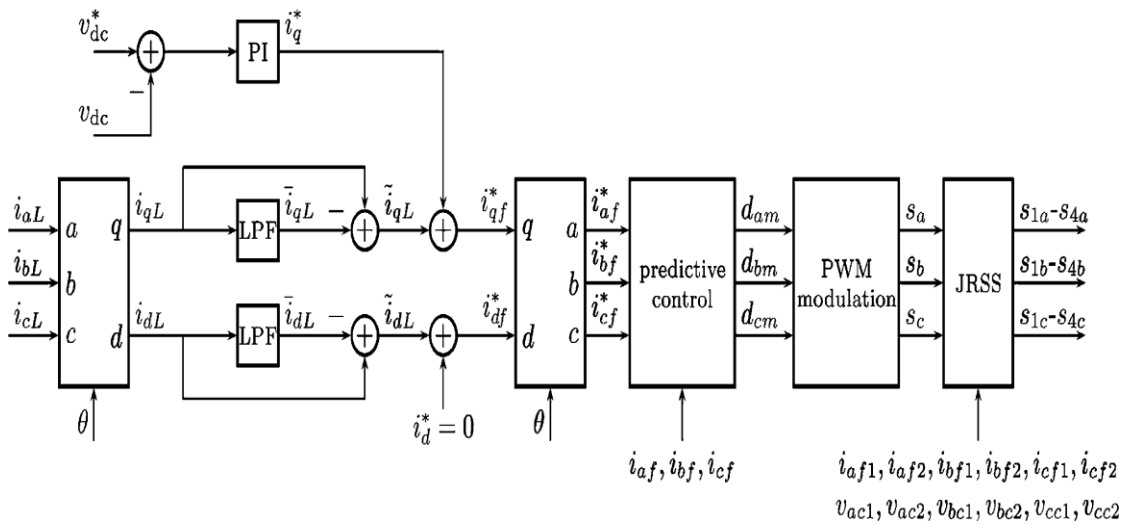 v*dc
+
PI
i*q
−
vdc
iaL
ibL
icL
a
b
c
q
d
θ
iqL
LPF
īqL
−
+
ĩqL
+
i*qf
idL
LPF
īdL
−
+
ĩdL
+
i*df
i*d = 0
q
d
a
b
c
θ
i*af
i*bf
i*cf
predictive
control
iaf, ibf, icf
dam
dbm
dcm
PWM
modulation
sa
sb
sc
JRSS
s1a-s4a
s1b-s4b
s1c-s4c
iaf1, iaf2, ibf1, ibf2, icf1, icf2
vac1, vac2, vbc1, vbc2, vcc1, vcc2